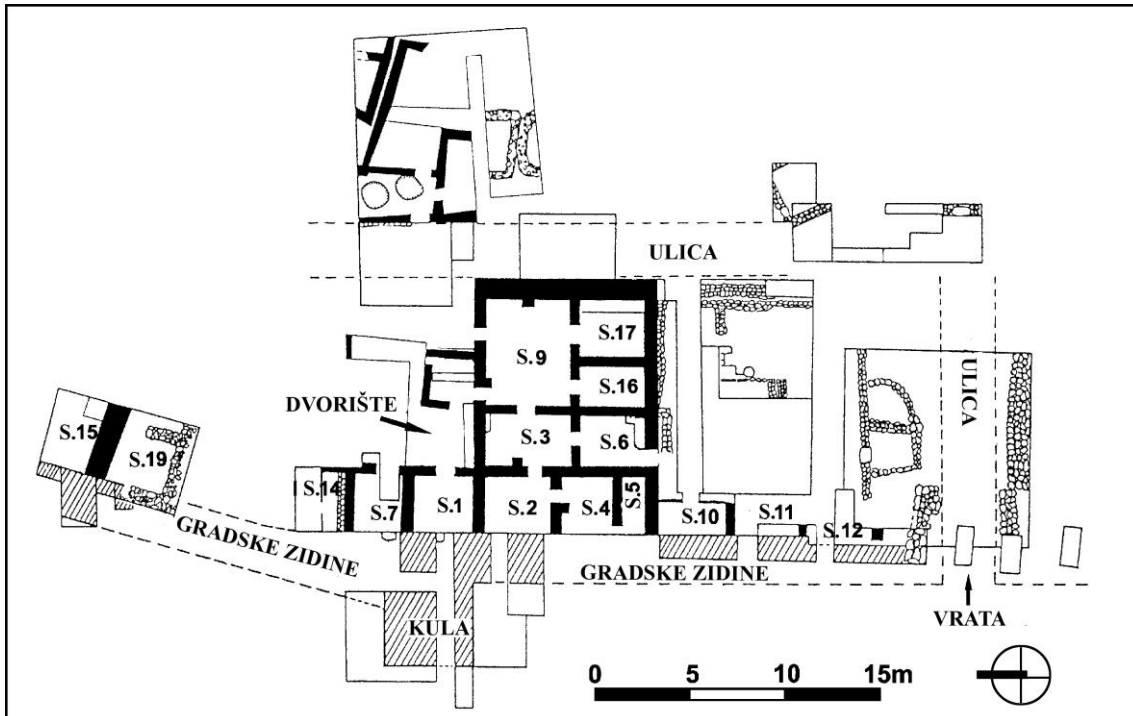 ULICA
S.17
S.9
S.16
DVORIŠTE
S.15
S.3
S.6
S.19
ULICA
S.14
S.5
S.7
S.1
S.2
S.4
S.10
S.11
S.12
GRADSKE ZIDINE
GRADSKE ZIDINE
VRATA
KULA
0 5 10 15m